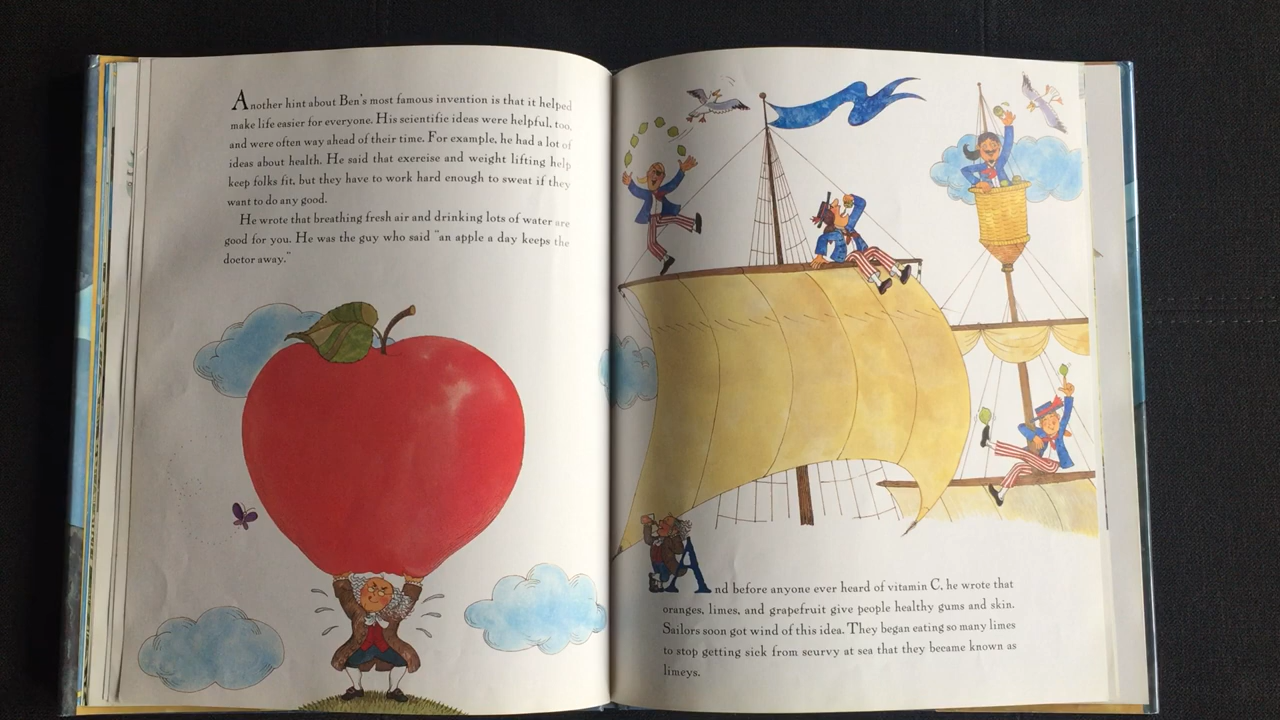 Another hint about Ben's most famous invention is that it helped
make life easier for everyone. His scientific ideas were helpful, too,
and were often way ahead of their time. For example, he had a lot of
ideas about health. He said that exercise and weight lifting help
keep folks fit, but they have to work hard enough to sweat if they
want to do any good.
He wrote that breathing fresh air and drinking lots of water are
good for you. He was the guy who said "an apple a day keeps the
doctor away."
And before anyone ever heard of vitamin C, he wrote that
oranges, limes, and grapefruit give people healthy gums and skin.
Sailors soon got wind of this idea. They began eating so many limes
to stop getting sick from scurvy at sea that they became known as
limeys.